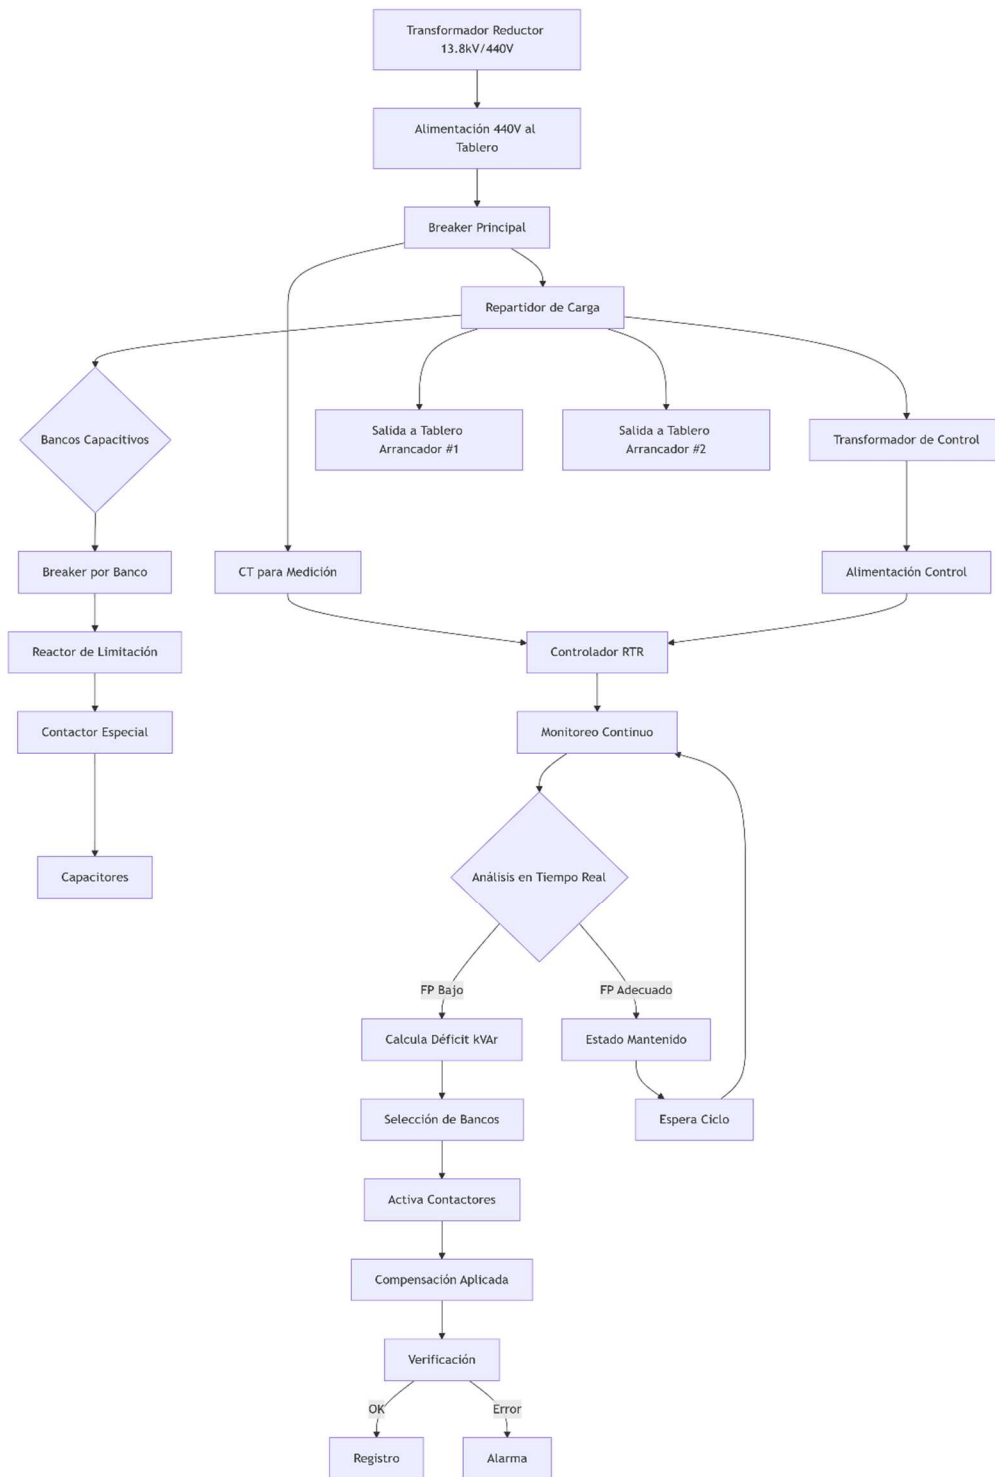 Transformador Reductor
13.8kV/440V
Alimentación 440V al
Tablero
Breaker Principal
Repartidor de Carga
Bancos Capacitivos
Salida a Tablero
Arrancador #1
Salida a Tablero
Arrancador #2
Transformador de Control
Breaker por Banco
CT para Medición
Alimentación Control
Reactor de Limitación
Controlador RTR
Contactor Especial
Monitoreo Continuo
Capacitores
Análisis en Tiempo Real
FP Bajo
FP Adecuado
Calcula Déficit kVAr
Estado Mantenido
Selección de Bancos
Espera Ciclo
Activa Contactores
Compensación Aplicada
Verificación
OK
Error
Registro
Alarma